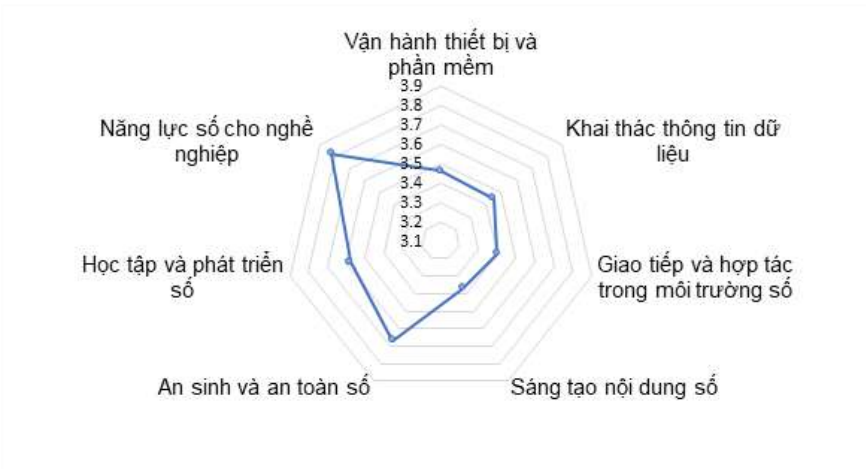 Vận hành thiết bị và
phần mềm
3.9
3.8
3.7
3.6
3.5
3.4
3.3
3.2
3.1
Khai thác thông tin dữ
liệu
Giao tiếp và hợp tác
trong môi trường số
Sáng tạo nội dung số
An sinh và an toàn số
Học tập và phát triển
số
Năng lực số cho nghề
nghiệp